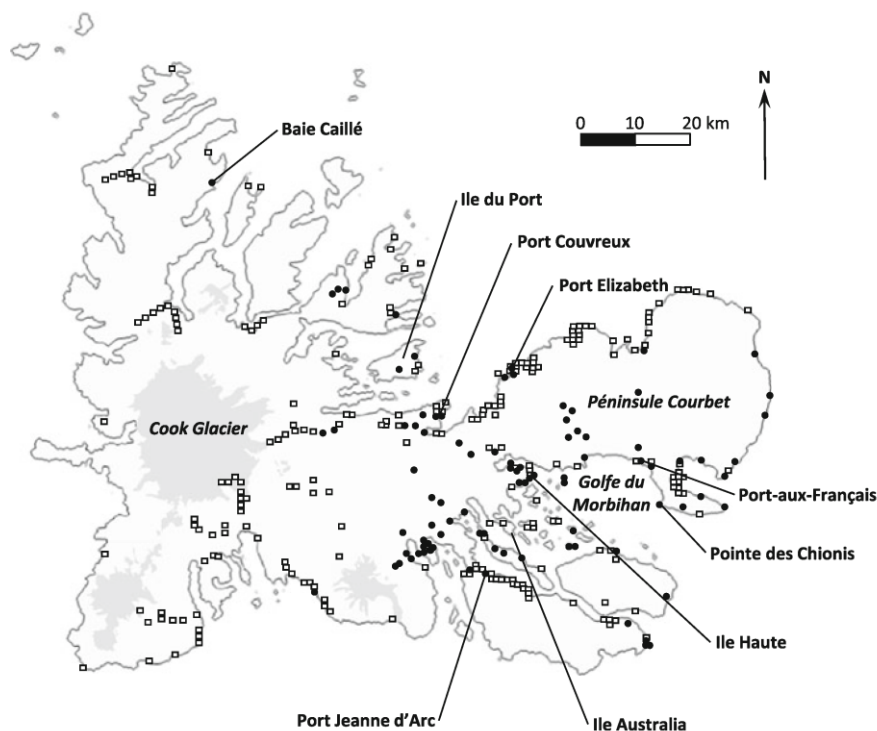 N
0 10 20 km
Baie Caillé
Ile du Port
Port Couvreux
Port Elizabeth
Péninsule Courbet
Cook Glacier
Golfe du
Morbihan
Port-aux-Français
Pointe des Chionis
Ile Haute
Port Jeanne d'Arc
Ile Australia